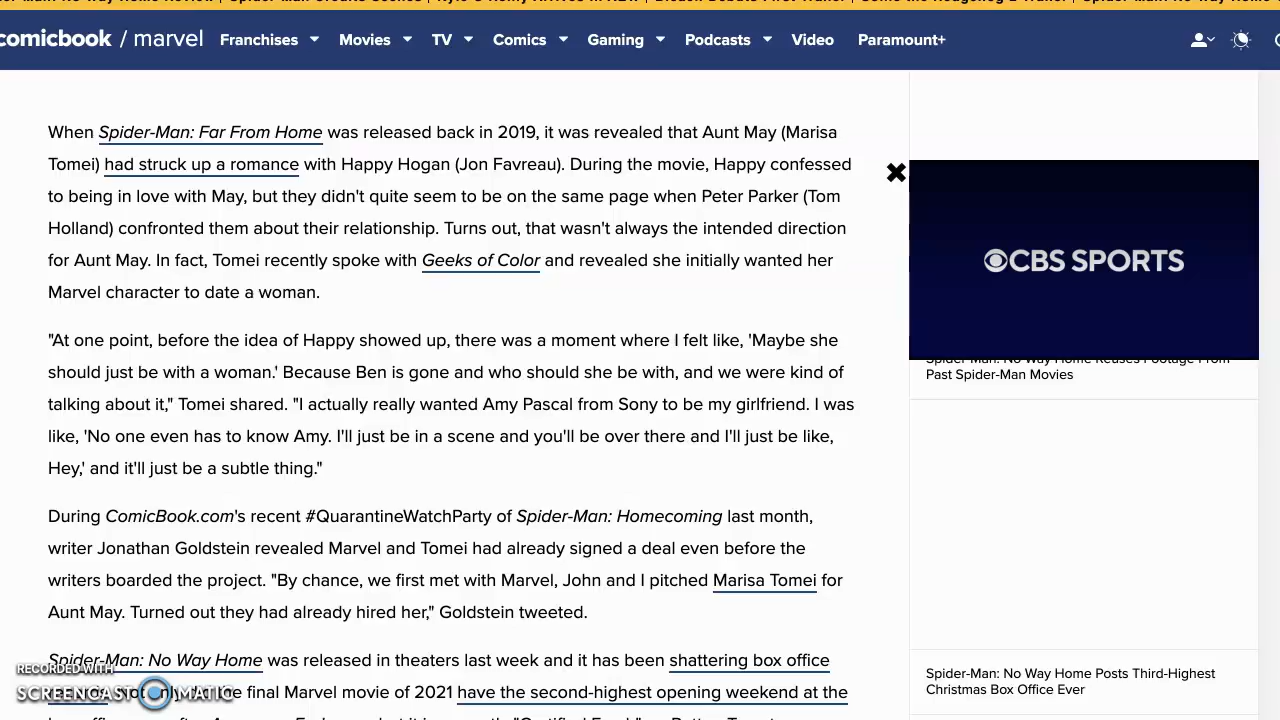 comicbook / marvel Franchises Movies TV Comics Gaming Podcasts Video Paramount+
When Spider-Man: Far From Home was released back in 2019, it was revealed that Aunt May (Marisa
Tomei) had struck up a romance with Happy Hogan (Jon Favreau). During the movie, Happy confessed
to being in love with May, but they didn't quite seem to be on the same page when Peter Parker (Tom
Holland) confronted them about their relationship. Turns out, that wasn't always the intended direction
for Aunt May. In fact, Tomei recently spoke with Geeks of Color and revealed she initially wanted her
Marvel character to date a woman.
"At one point, before the idea of Happy showed up, there was a moment where I felt like, 'Maybe she
should just be with a woman.' Because Ben is gone and who should she be with, and we were kind of
talking about it," Tomei shared. "I actually really wanted Amy Pascal from Sony to be my girlfriend. I was
like, 'No one even has to know Amy. I'll just be in a scene and you'll be over there and I'll just be like,
Hey,' and it'll just be a subtle thing."
During ComicBook.com's recent #QuarantineWatchParty of Spider-Man: Homecoming last month,
writer Jonathan Goldstein revealed Marvel and Tomei had already signed a deal even before the
writers boarded the project. "By chance, we first met with Marvel, John and I pitched Marisa Tomei for
Aunt May. Turned out they had already hired her," Goldstein tweeted.
Spider-Man: No Way Home was released in theaters last week and it has been shattering box office
final Marvel movie of 2021 have the second-highest opening weekend at the
CBS SPORTS
Spider-Man: No Way Home Reuses Footage From
Past Spider-Man Movies
Spider-Man: No Way Home Posts Third-Highest
Christmas Box Office Ever
RECORDED WITH
SCREENCAST MATIC